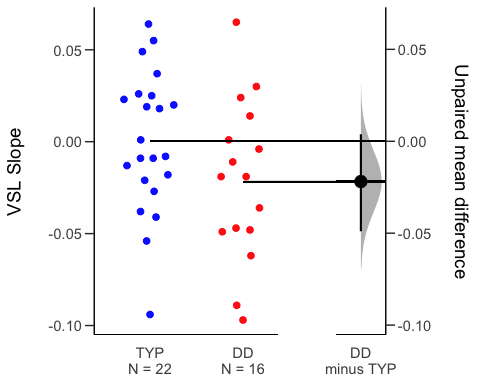 VSL Slope
0.05
0.00
-0.05
-0.10
TYP
N = 22
DD
N = 16
DD
minus TYP
0.05
0.00
-0.05
-0.10
Unpaired mean difference